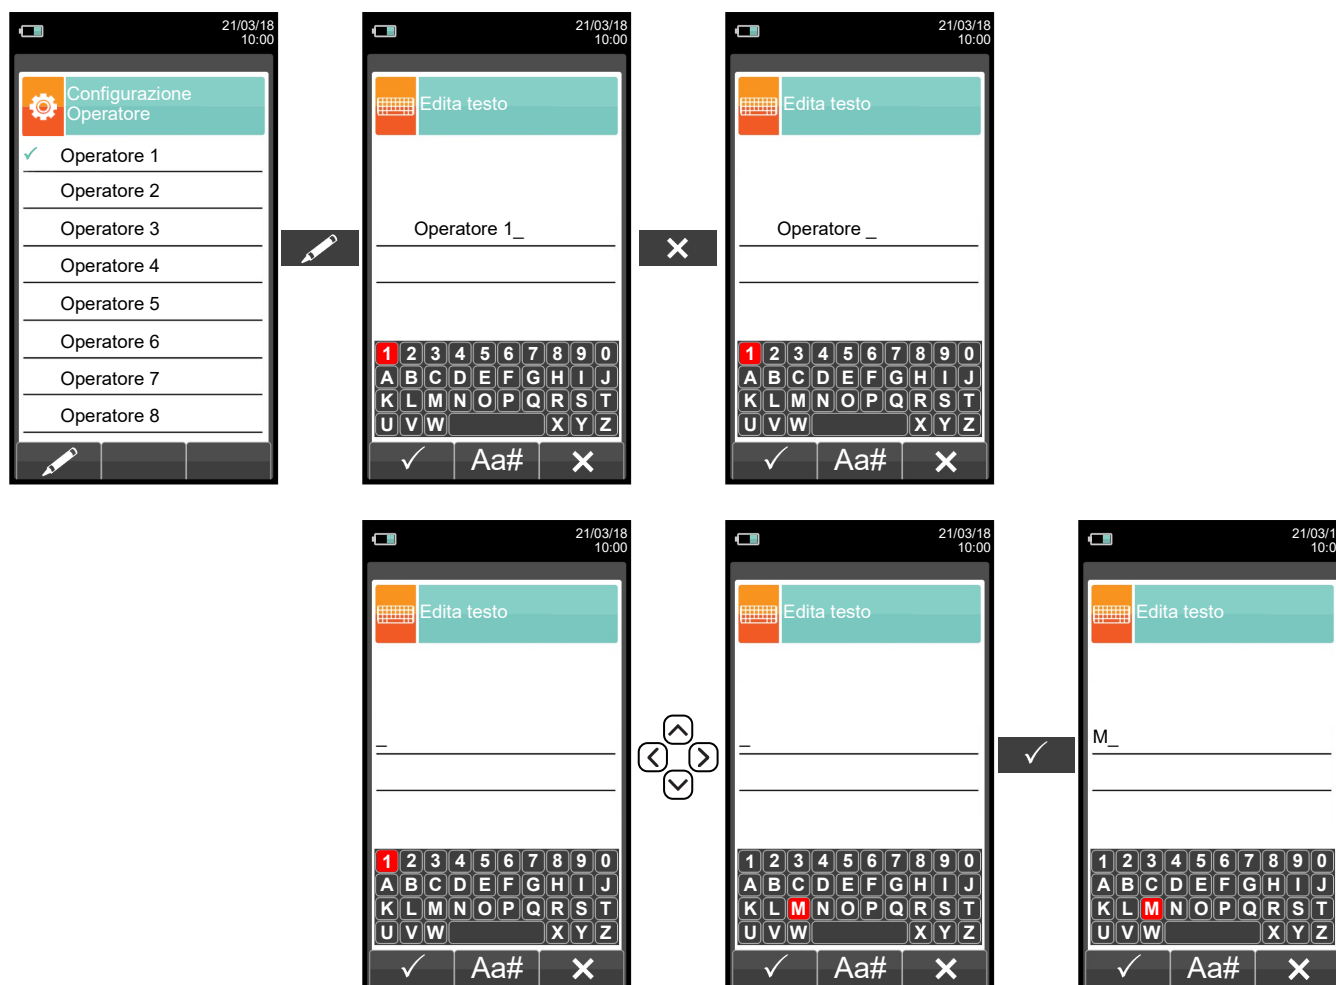 21/03/18
10:00
Configurazione
Operatore
✓ Operatore 1
Operatore 2
Operatore 3
Operatore 4
Operatore 5
Operatore 6
Operatore 7
Operatore 8
21/03/18
10:00
Edita testo
Operatore 1_
1 2 3 4 5 6 7 8 9 0
A B C D E F G H I J
K L M N O P Q R S T
U V W X Y Z
✓ Aa# ✕
21/03/18
10:00
Edita testo
Operatore _
1 2 3 4 5 6 7 8 9 0
A B C D E F G H I J
K L M N O P Q R S T
U V W X Y Z
✓ Aa# ✕
21/03/18
10:00
Edita testo
_
1 2 3 4 5 6 7 8 9 0
A B C D E F G H I J
K L M N O P Q R S T
U V W X Y Z
✓ Aa# ✕
21/03/18
10:00
Edita testo
_
1 2 3 4 5 6 7 8 9 0
A B C D E F G H I J
K L M N O P Q R S T
U V W X Y Z
✓ Aa# ✕
21/03/1
10:0
Edita testo
M_
1 2 3 4 5 6 7 8 9 0
A B C D E F G H I J
K L M N O P Q R S T
U V W X Y Z
✓ Aa# ✕